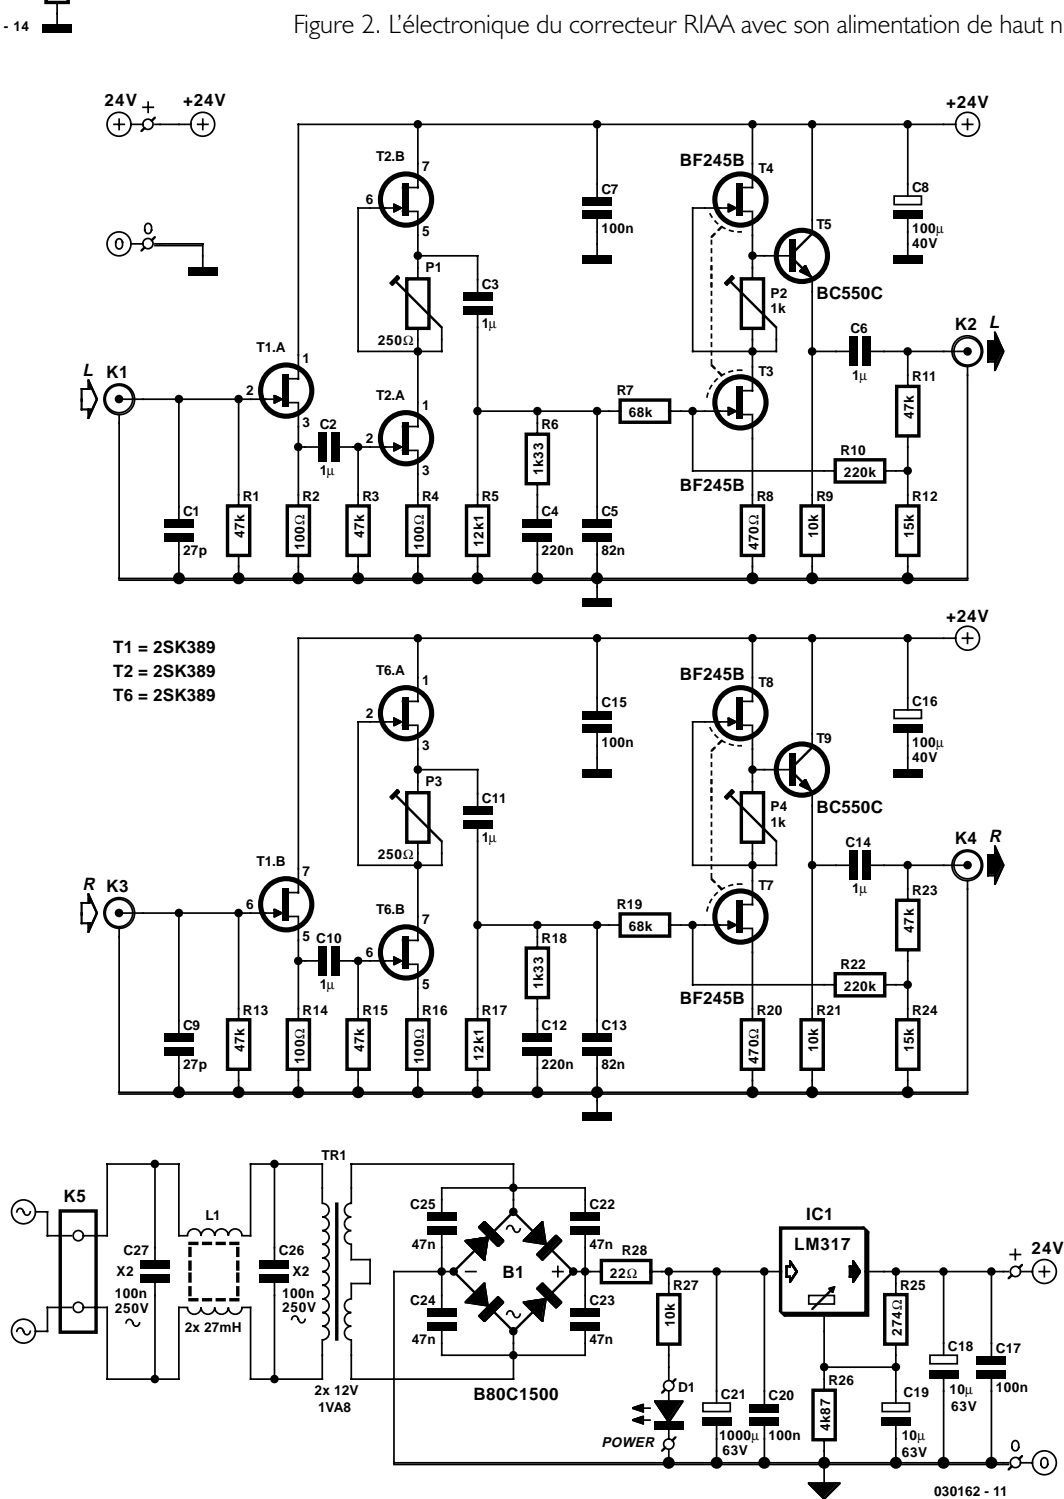 - 14
Figure 2. L'électronique du correcteur RIAA avec son alimentation de haut n
24V + +24V
+24V
0 0
T2.B
7
6
5
C7
100n
BF245B
T4
C8
100µ
40V
T5
BC550C
P1
250Ω
C3
1µ
P2
1k
L
K1
T1.A
1
2
3
C2
1µ
T2.A
1
2
3
R7
68k
T3
BF245B
C6
1µ
K2
L
R11
47k
R10
220k
R6
1k33
C1
27p
R1
47k
R2
100Ω
R3
47k
R4
100Ω
R5
12k1
C4
220n
C5
82n
R8
470Ω
R9
10k
R12
15k
T1 = 2SK389
T2 = 2SK389
T6 = 2SK389
+24V
T6.A
1
2
3
C15
100n
BF245B
T8
C16
100µ
40V
T9
BC550C
P3
250Ω
C11
1µ
P4
1k
R
K3
T1.B
7
6
5
C10
1µ
T6.B
7
6
5
R19
68k
T7
BF245B
C14
1µ
K4
R
R23
47k
R22
220k
R18
1k33
C9
27p
R13
47k
R14
100Ω
R15
47k
R16
100Ω
R17
12k1
C12
220n
C13
82n
R20
470Ω
R21
10k
R24
15k
K5
C27
X2
100n
250V
L1
2x 27mH
C26
X2
100n
250V
TR1
2x 12V
1VA8
C25
47n
C22
47n
B1
C24
47n
C23
47n
B80C1500
R28
22Ω
R27
10k
D1
POWER
C21
1000µ
63V
C20
100n
IC1
LM317
R25
274Ω
R26
4k87
C19
10µ
63V
C18
10µ
63V
C17
100n
+ 24V
0 0
030162 - 11